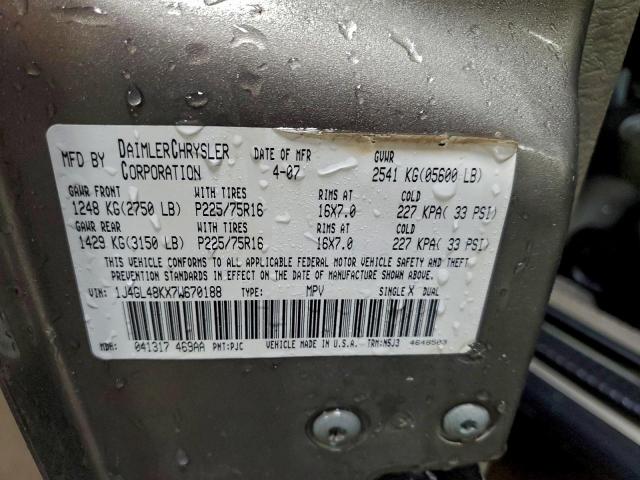 MFD BY DAIMLERCHRYSLER CORPORATION DATE OF MFR 4-07 GVWR 2541 KG(05600 LB)
GAWR FRONT WITH TIRES RIMS AT COLD
1248 KG(2750 LB) P225/75R16 16X7.0 227 KPA( 33 PSI)
GAWR REAR WITH TIRES RIMS AT COLD
1429 KG(3150 LB) P225/75R16 16X7.0 227 KPA( 33 PSI)
THIS VEHICLE CONFORMS TO ALL APPLICABLE FEDERAL MOTOR VEHICLE SAFETY AND THEFT
PREVENTION STANDARDS IN EFFECT ON THE DATE OF MANUFACTURE SHOWN ABOVE.
VIN: 1J4GL48KX7W670188 TYPE: MPV SINGLE X DUAL
MDH: 041317 469AA PNT:PJC VEHICLE MADE IN U.S.A. TRM:M5J3 4648503